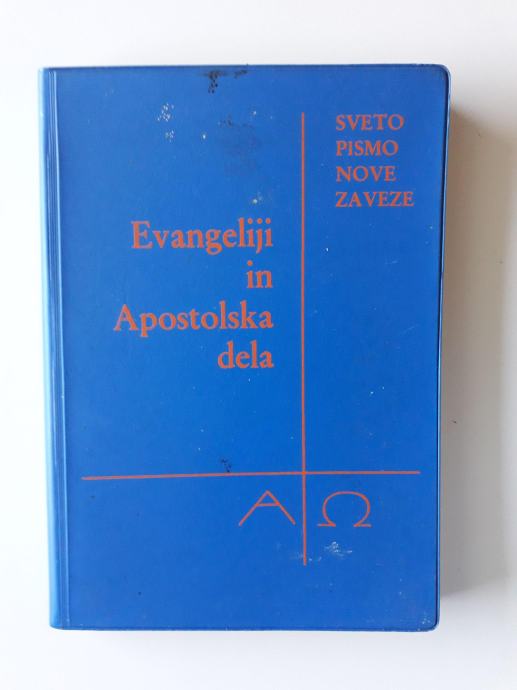 SVETO
PISMO
NOVE
ZAVEZE
Evangeliji
in
Apostolska
dela
Α Ω